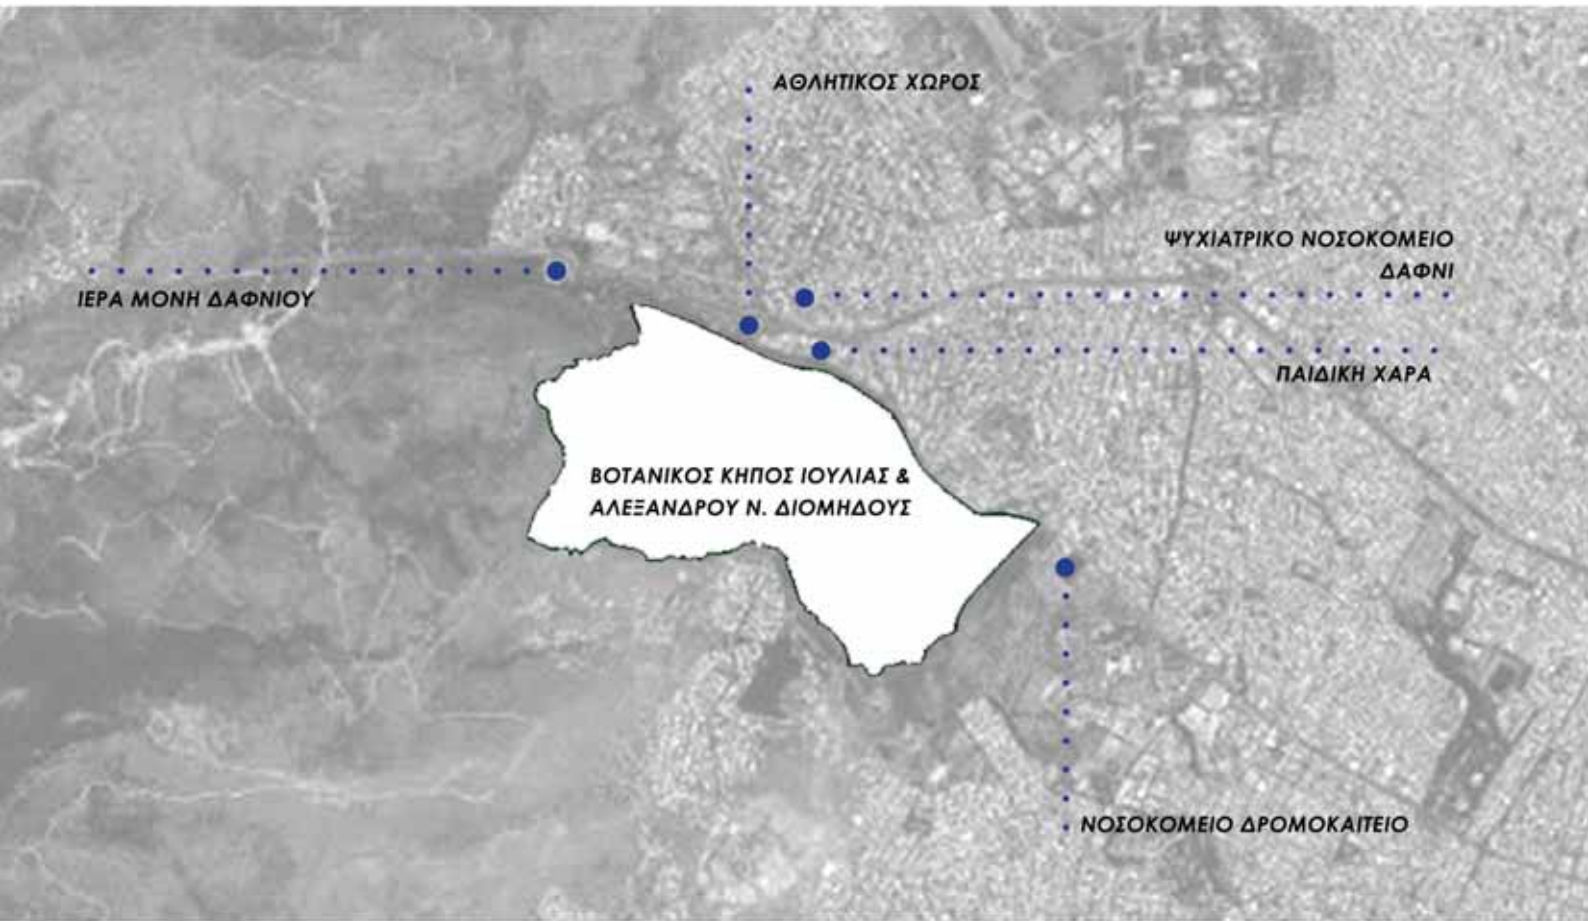 ΑΘΛΗΤΙΚΟΣ ΧΩΡΟΣ
ΨΥΧΙΑΤΡΙΚΟ ΝΟΣΟΚΟΜΕΙΟ
ΔΑΦΝΙ
ΙΕΡΑ ΜΟΝΗ ΔΑΦΝΙΟΥ
ΠΑΙΔΙΚΗ ΧΑΡΑ
ΒΟΤΑΝΙΚΟΣ ΚΗΠΟΣ ΙΟΥΛΙΑΣ &
ΑΛΕΞΑΝΔΡΟΥ Ν. ΔΙΟΜΗΔΟΥΣ
ΝΟΣΟΚΟΜΕΙΟ ΔΡΟΜΟΚΑΙΤΕΙΟ